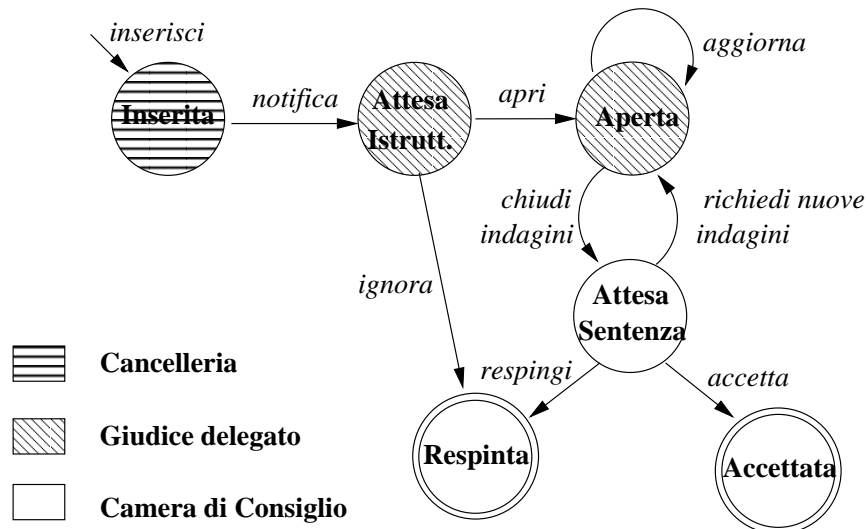 inserisci
aggiorna
notifica
apri
Inserita
Attesa
Istrutt.
Aperta
chiudi
indagini
richiedi nuove
indagini
ignora
Attesa
Sentenza
Cancelleria
respingi
accetta
Giudice delegato
Respinta
Accettata
Camera di Consiglio